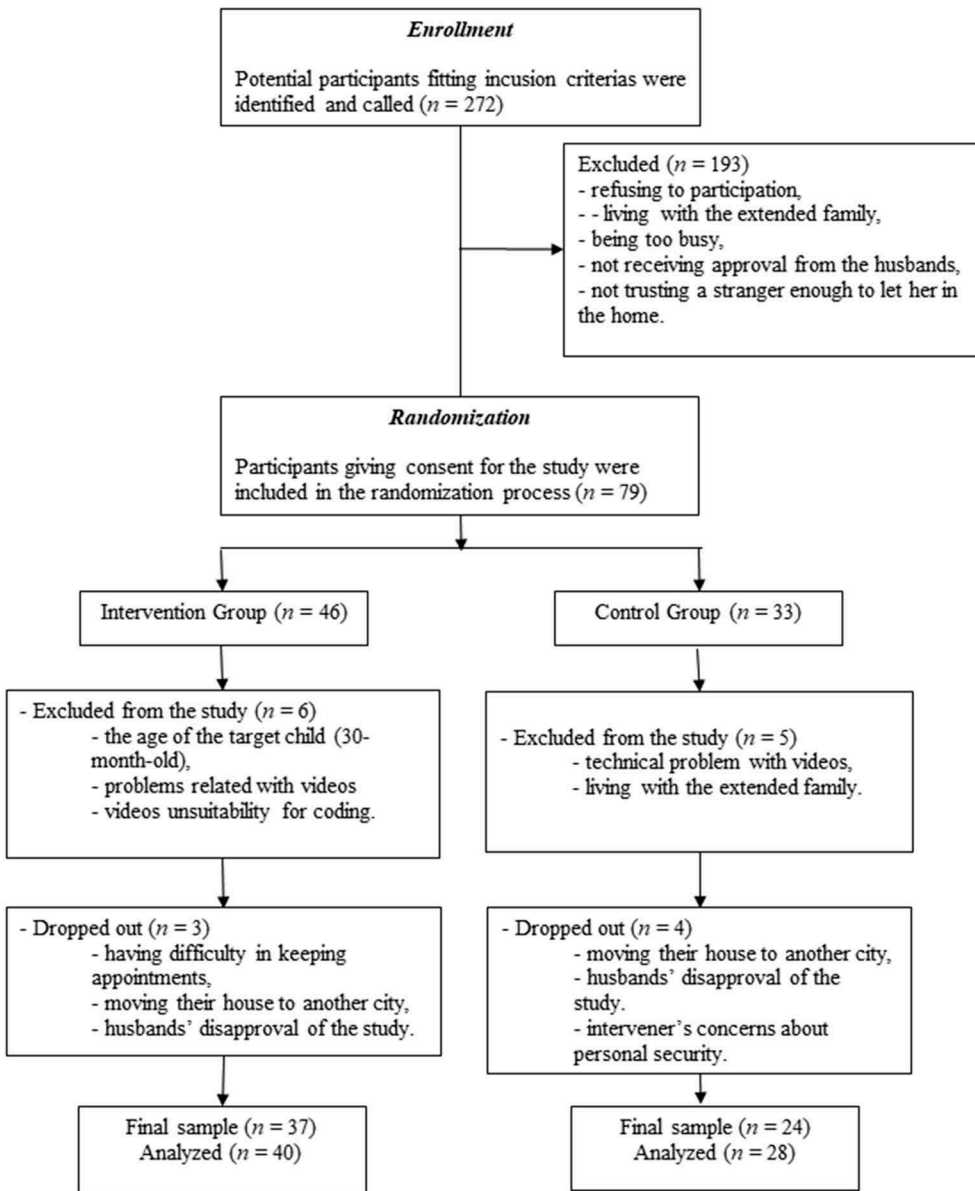 Enrollment
Potential participants fitting incusion criterias were
identified and called (n = 272)
Excluded (n = 193)
- refusing to participation,
- - living with the extended family,
- being too busy,
- not receiving approval from the husbands,
- not trusting a stranger enough to let her in
the home.
Randomization
Participants giving consent for the study were
included in the randomization process (n = 79)
Intervention Group (n = 46)
Control Group (n = 33)
- Excluded from the study (n = 6)
- the age of the target child (30-
month-old),
- problems related with videos
- videos unsuitability for coding.
- Excluded from the study (n = 5)
- technical problem with videos,
- living with the extended family.
- Dropped out (n = 3)
- having difficulty in keeping
appointments,
- moving their house to another city,
- husbands' disapproval of the study.
- Dropped out (n = 4)
- moving their house to another city,
- husbands' disapproval of the
study.
- intervener's concerns about
personal security.
Final sample (n = 37)
Analyzed (n = 40)
Final sample (n = 24)
Analyzed (n = 28)